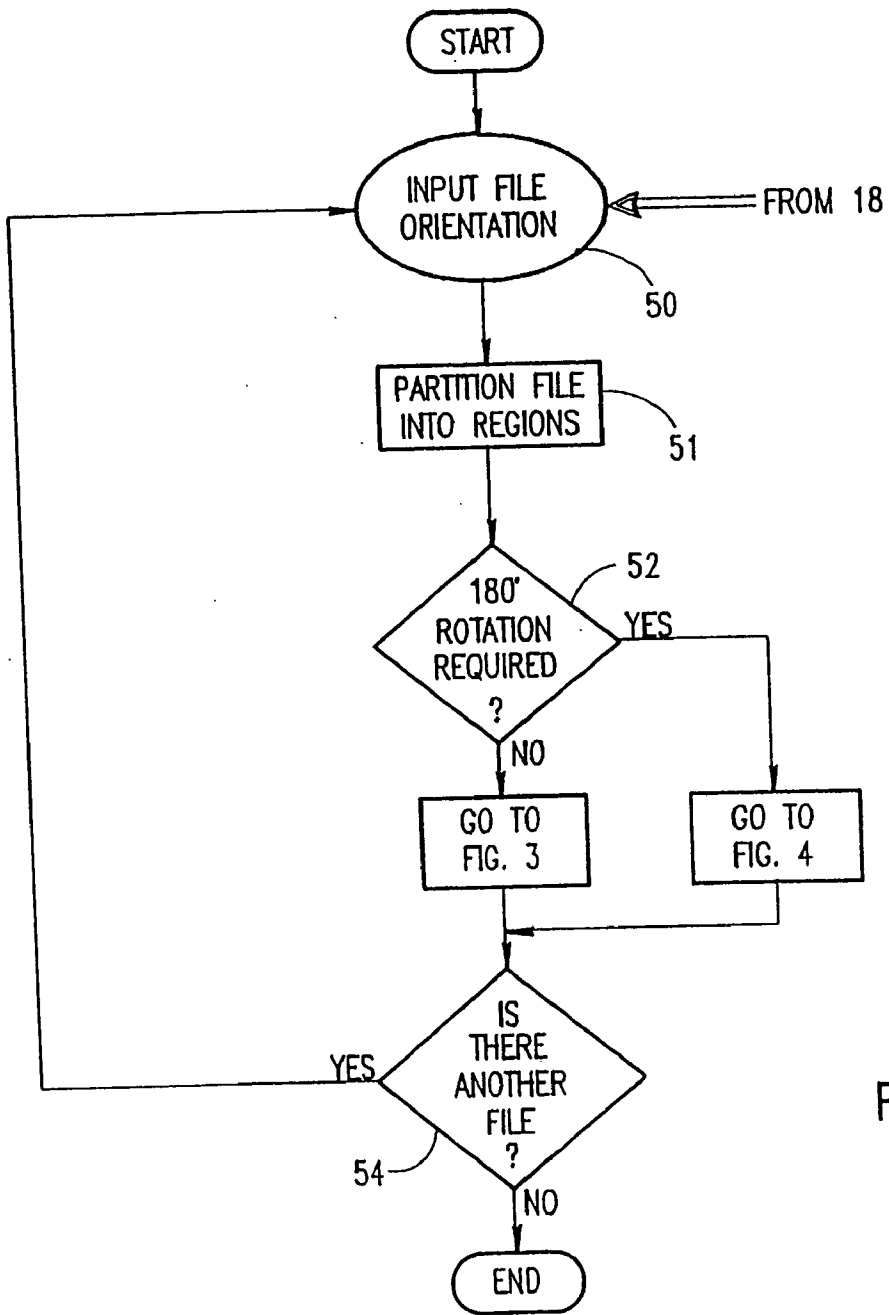 START
INPUT FILE
ORIENTATION
FROM 18
50
PARTITION FILE
INTO REGIONS
51
52
180°
ROTATION
REQUIRED
?
YES
NO
GO TO
FIG. 3
GO TO
FIG. 4
IS
THERE
ANOTHER
FILE
?
YES
54
NO
END